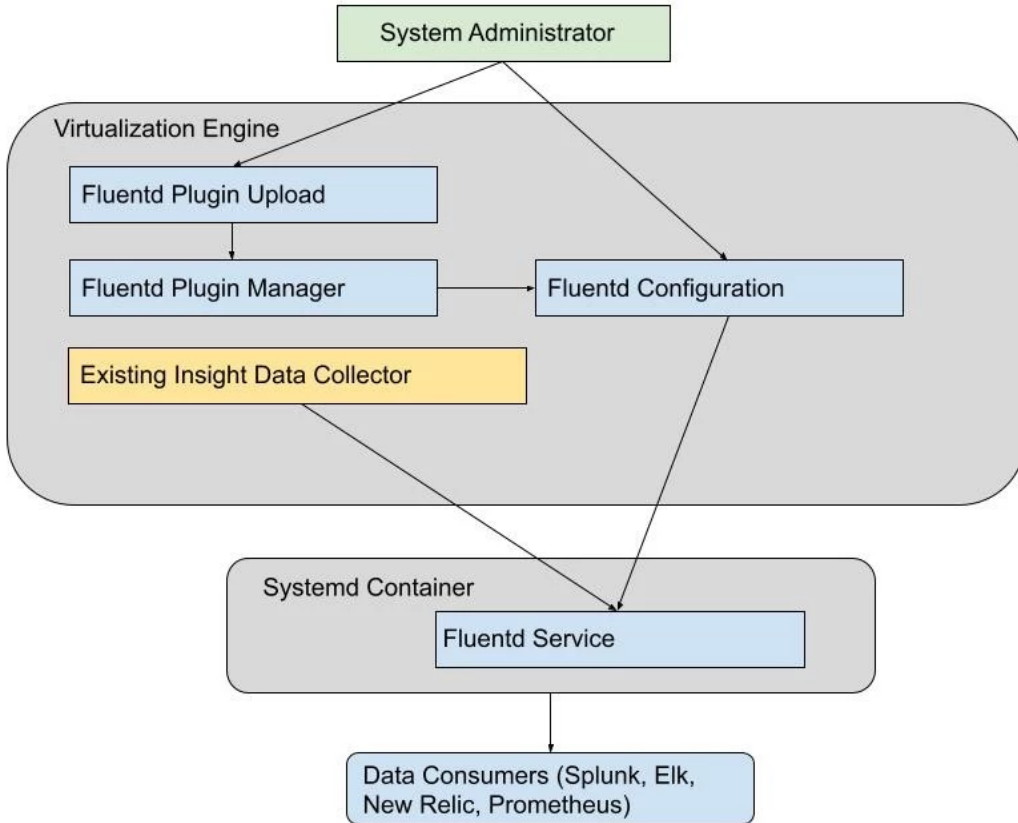 System Administrator
Virtualization Engine
Fluentd Plugin Upload
Fluentd Plugin Manager
Fluentd Configuration
Existing Insight Data Collector
Systemd Container
Fluentd Service
Data Consumers (Splunk, Elk,
New Relic, Prometheus)